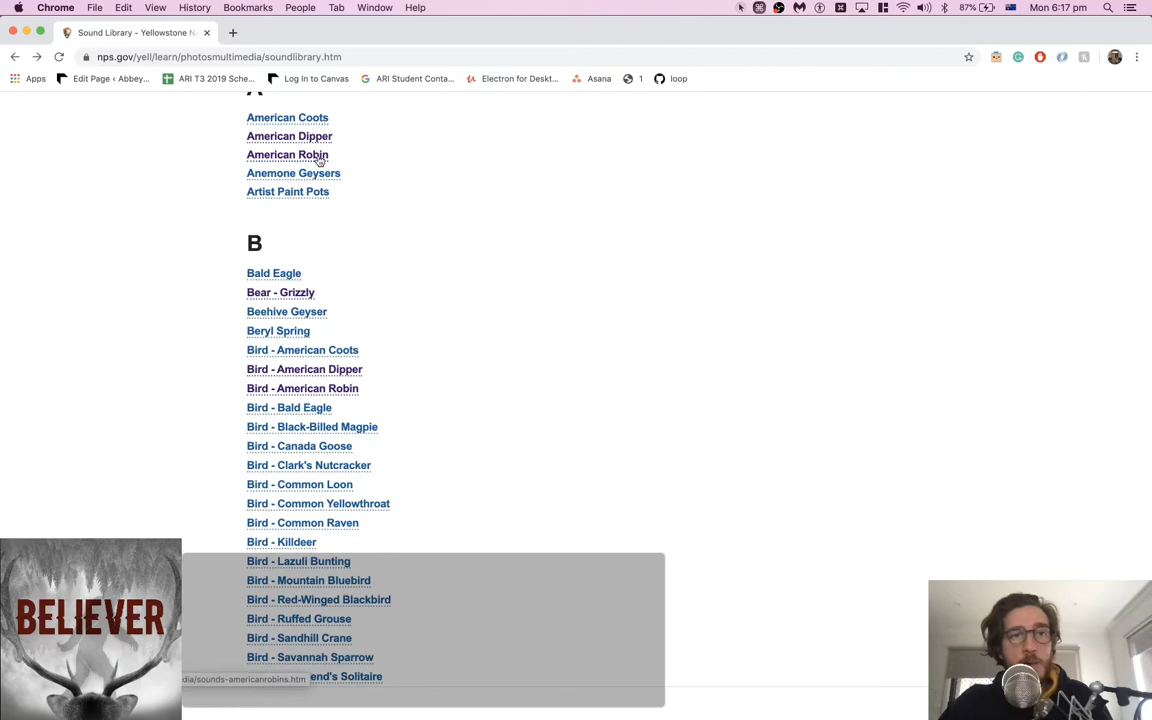 Chrome File Edit View History Bookmarks People Tab Window Help 87% Mon 6:17 pm
Sound Library - Yellowstone N
nps.gov/yell/learn/photosmultimedia/soundlibrary.htm
Apps Edit Page ‹ Abbey... ARI T3 2019 Sche... Log In to Canvas ARI Student Conta... Electron for Deskt... Asana 1 loop
A
American Coots
American Dipper
American Robin
Anemone Geysers
Artist Paint Pots
B
Bald Eagle
Bear - Grizzly
Beehive Geyser
Beryl Spring
Bird - American Coots
Bird - American Dipper
Bird - American Robin
Bird - Bald Eagle
Bird - Black-Billed Magpie
Bird - Canada Goose
Bird - Clark's Nutcracker
Bird - Common Loon
Bird - Common Yellowthroat
Bird - Common Raven
Bird - Killdeer
Bird - Lazuli Bunting
Bird - Mountain Bluebird
Bird - Red-Winged Blackbird
Bird - Ruffed Grouse
Bird - Sandhill Crane
Bird - Savannah Sparrow
end's Solitaire
dia/sounds-americanrobins.htm
BELIEVER